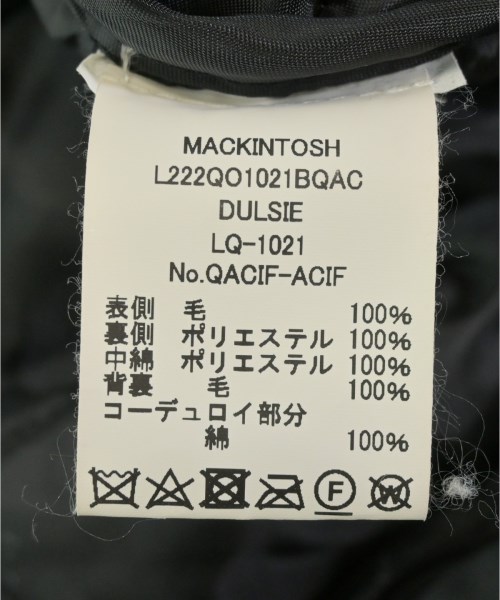 MACKINTOSH
L222QO1021BQAC
DULSIE
LQ-1021
No.QACIF-ACIF
表側 毛 100%
裏側 ポリエステル 100%
中綿 ポリエステル 100%
背裏 毛 100%
コーデュロイ部分
綿 100%
F W